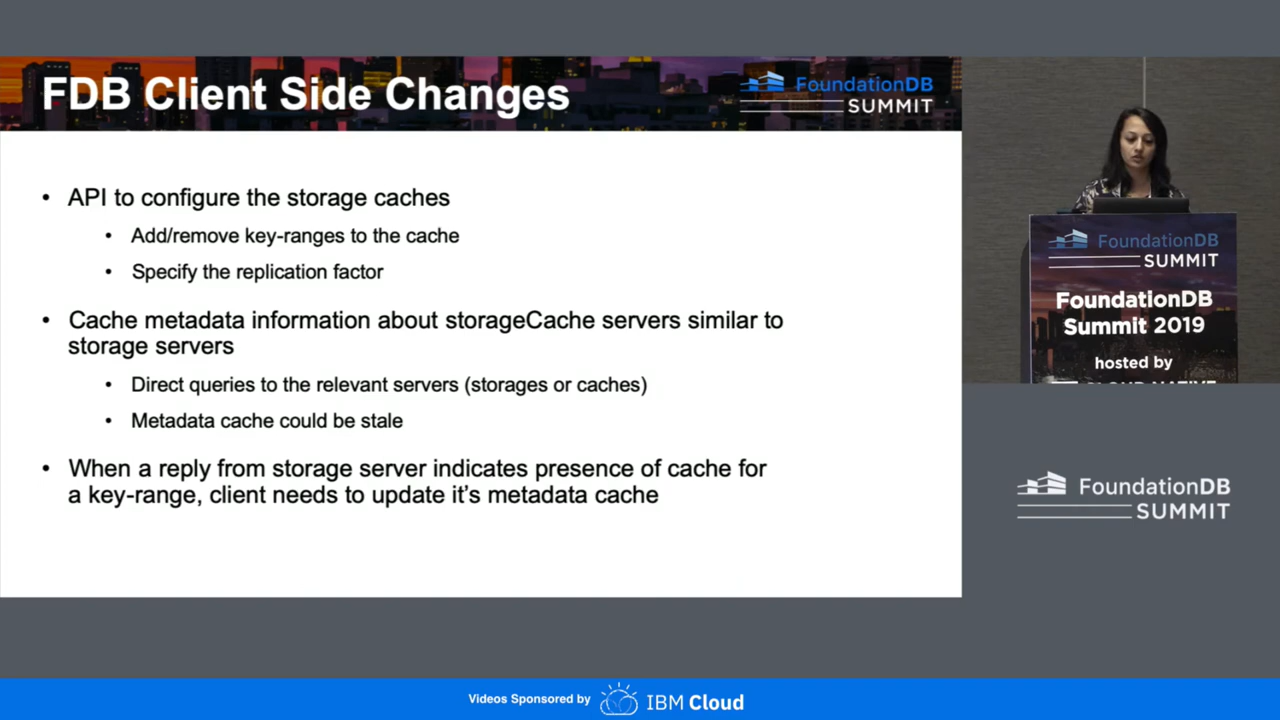 FDB Client Side Changes
FoundationDB
SUMMIT
• API to configure the storage caches
• Add/remove key-ranges to the cache
• Specify the replication factor
• Cache metadata information about storageCache servers similar to
storage servers
• Direct queries to the relevant servers (storages or caches)
• Metadata cache could be stale
• When a reply from storage server indicates presence of cache for
a key-range, client needs to update it's metadata cache
FoundationDB
SUMMIT
FoundationDB
Summit 2019
hosted by
FoundationDB
SUMMIT
Videos Sponsored by IBM Cloud